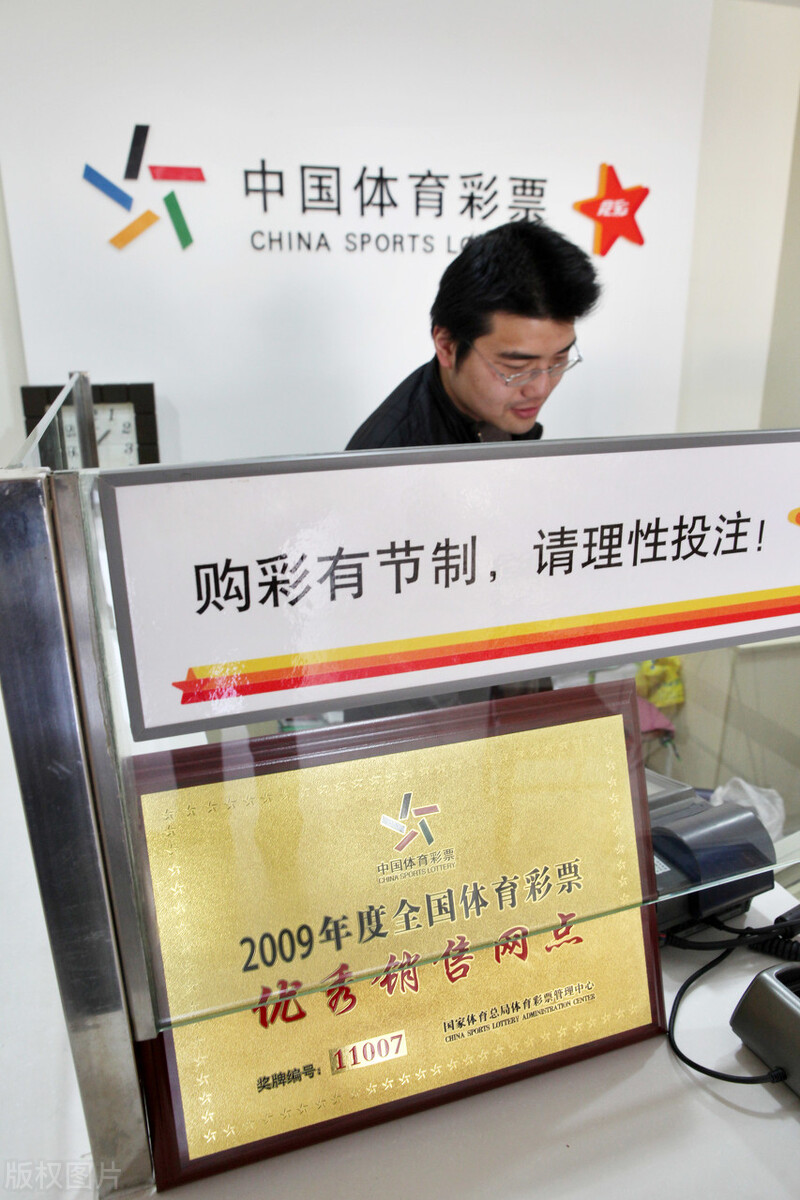 中国体育彩票
CHINA SPORTS
购彩有节制，请理性投注！
中国体育彩票
CHINA SPORTS LOTTERY
2009年度全国体育彩票
优秀销售网点
国家体育总局体育彩票管理中心
CHINA SPORTS LOTTERY ADMINISTRATION CENTER
奖牌编号：11007
版权图片